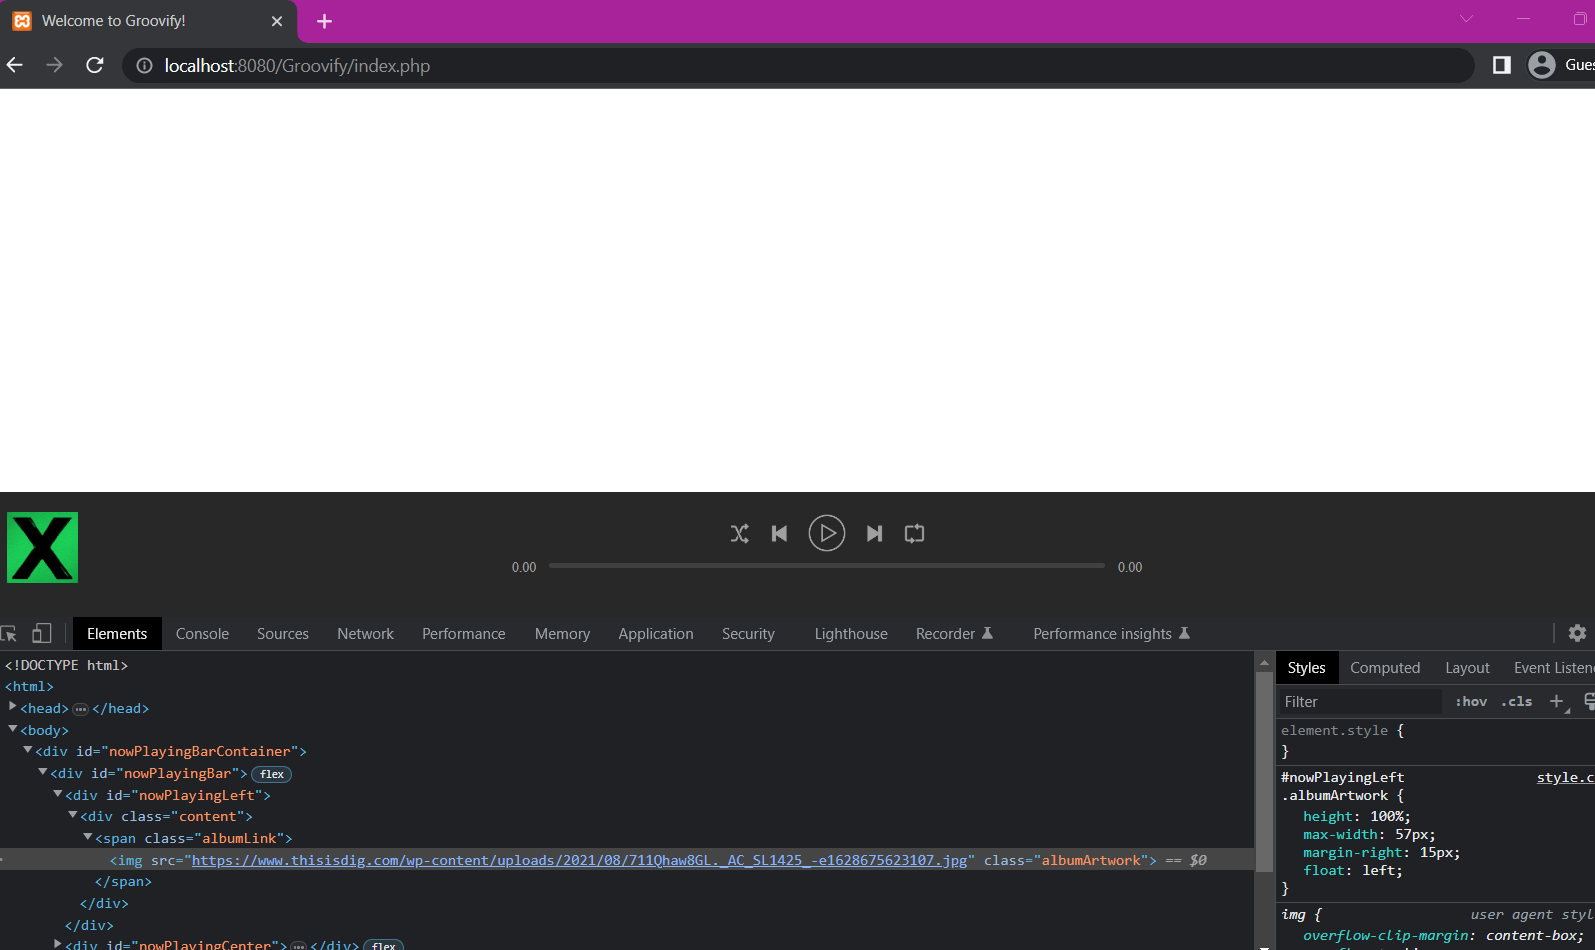 Welcome to Groovify!
localhost:8080/Groovify/index.php
X
0.00 0.00
Elements Console Sources Network Performance Memory Application Security Lighthouse Recorder Performance insights
<!DOCTYPE html>
<html>
<head> ••• </head>
<body>
<div id="nowPlayingBarContainer">
<div id="nowPlayingBar"> flex
<div id="nowPlayingLeft">
<div class="content">
<span class="albumLink">
<img src="https://www.thisisdig.com/wp-content/uploads/2021/08/711Qhaw8GL._AC_SL1425_-e1628675623107.jpg" class="albumArtwork"> == $0
</span>
</div>
</div>
<div id="nowPlayingCenter"> ••• </div> flex
Styles Computed Layout Event Listen
Filter :hov .cls
element.style {
}
#nowPlayingLeft style.c
.albumArtwork {
height: 100%;
max-width: 57px;
margin-right: 15px;
float: left;
}
img { user agent styl
overflow-clip-margin: content-box;